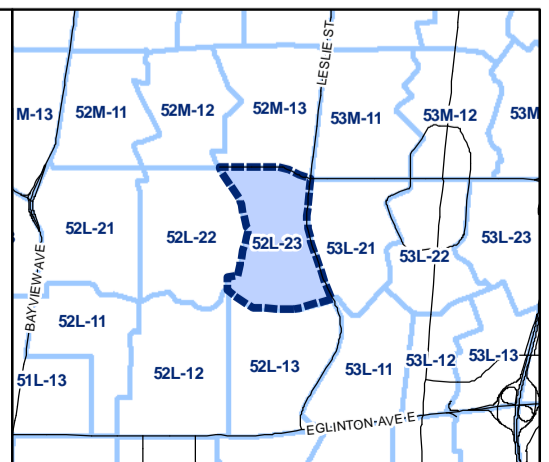 LESLIE ST
M-13
52M-11
52M-12
52M-13
53M-11
53M-12
53M
52L-21
52L-22
52L-23
53L-21
53L-22
53L-23
BAYVIEW AVE
52L-11
51L-13
52L-12
52L-13
53L-11
53L-12
53L-13
EGLINTON AVE E